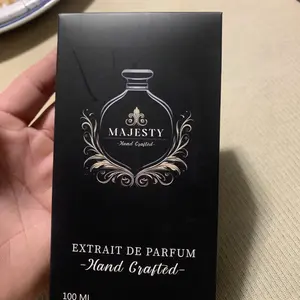 MAJESTY
-Hand Crafted-
EXTRAIT DE PARFUM
-Hand Crafted-
100 ML